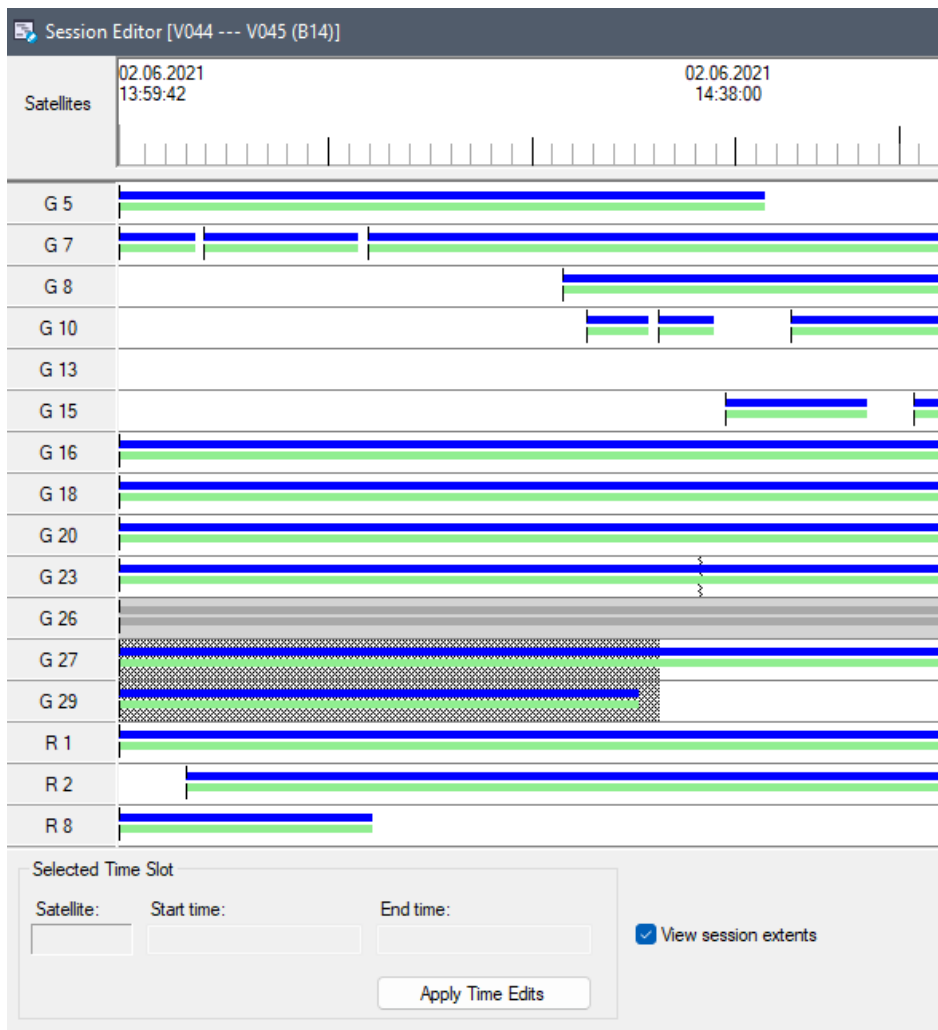 Session Editor [V044 --- V045 (B14)]
Satellites
02.06.2021 02.06.2021
13:59:42 14:38:00
G 5
G 7
G 8
G 10
G 13
G 15
G 16
G 18
G 20
G 23
G 26
G 27
G 29
R 1
R 2
R 8
Selected Time Slot
Satellite: Start time: End time:
View session extents
Apply Time Edits